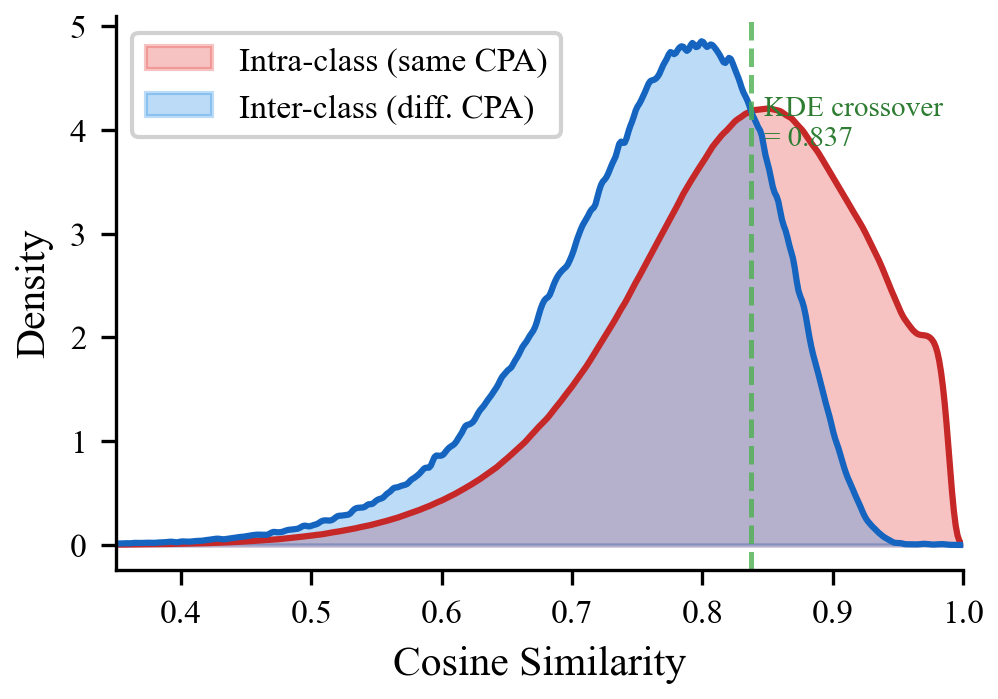 5
Intra-class (same CPA)
Inter-class (diff. CPA)
KDE crossover
= 0.837
4
3
2
1
0
Density
0.4 0.5 0.6 0.7 0.8 0.9 1.0
Cosine Similarity